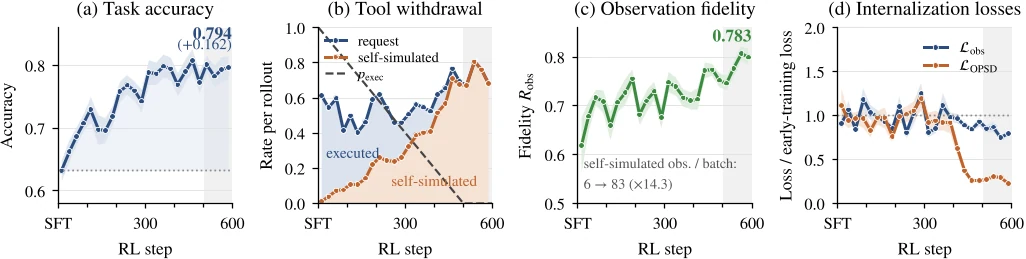 (a) Task accuracy
0.794
(+0.162)
Accuracy
0.8
0.7
0.6
SFT
300
600
RL step
(b) Tool withdrawal
request
self-simulated
p_exec
executed
self-simulated
Rate per rollout
1.0
0.8
0.6
0.4
0.2
0.0
SFT
300
600
RL step
(c) Observation fidelity
0.783
Fidelity R_obs
0.8
0.7
0.6
0.5
self-simulated obs. / batch:
6 → 83 (×14.3)
SFT
300
600
RL step
(d) Internalization losses
ℒ_obs
ℒ_OPSD
Loss / early-training loss
2.0
1.5
1.0
0.5
0.0
SFT
300
600
RL step